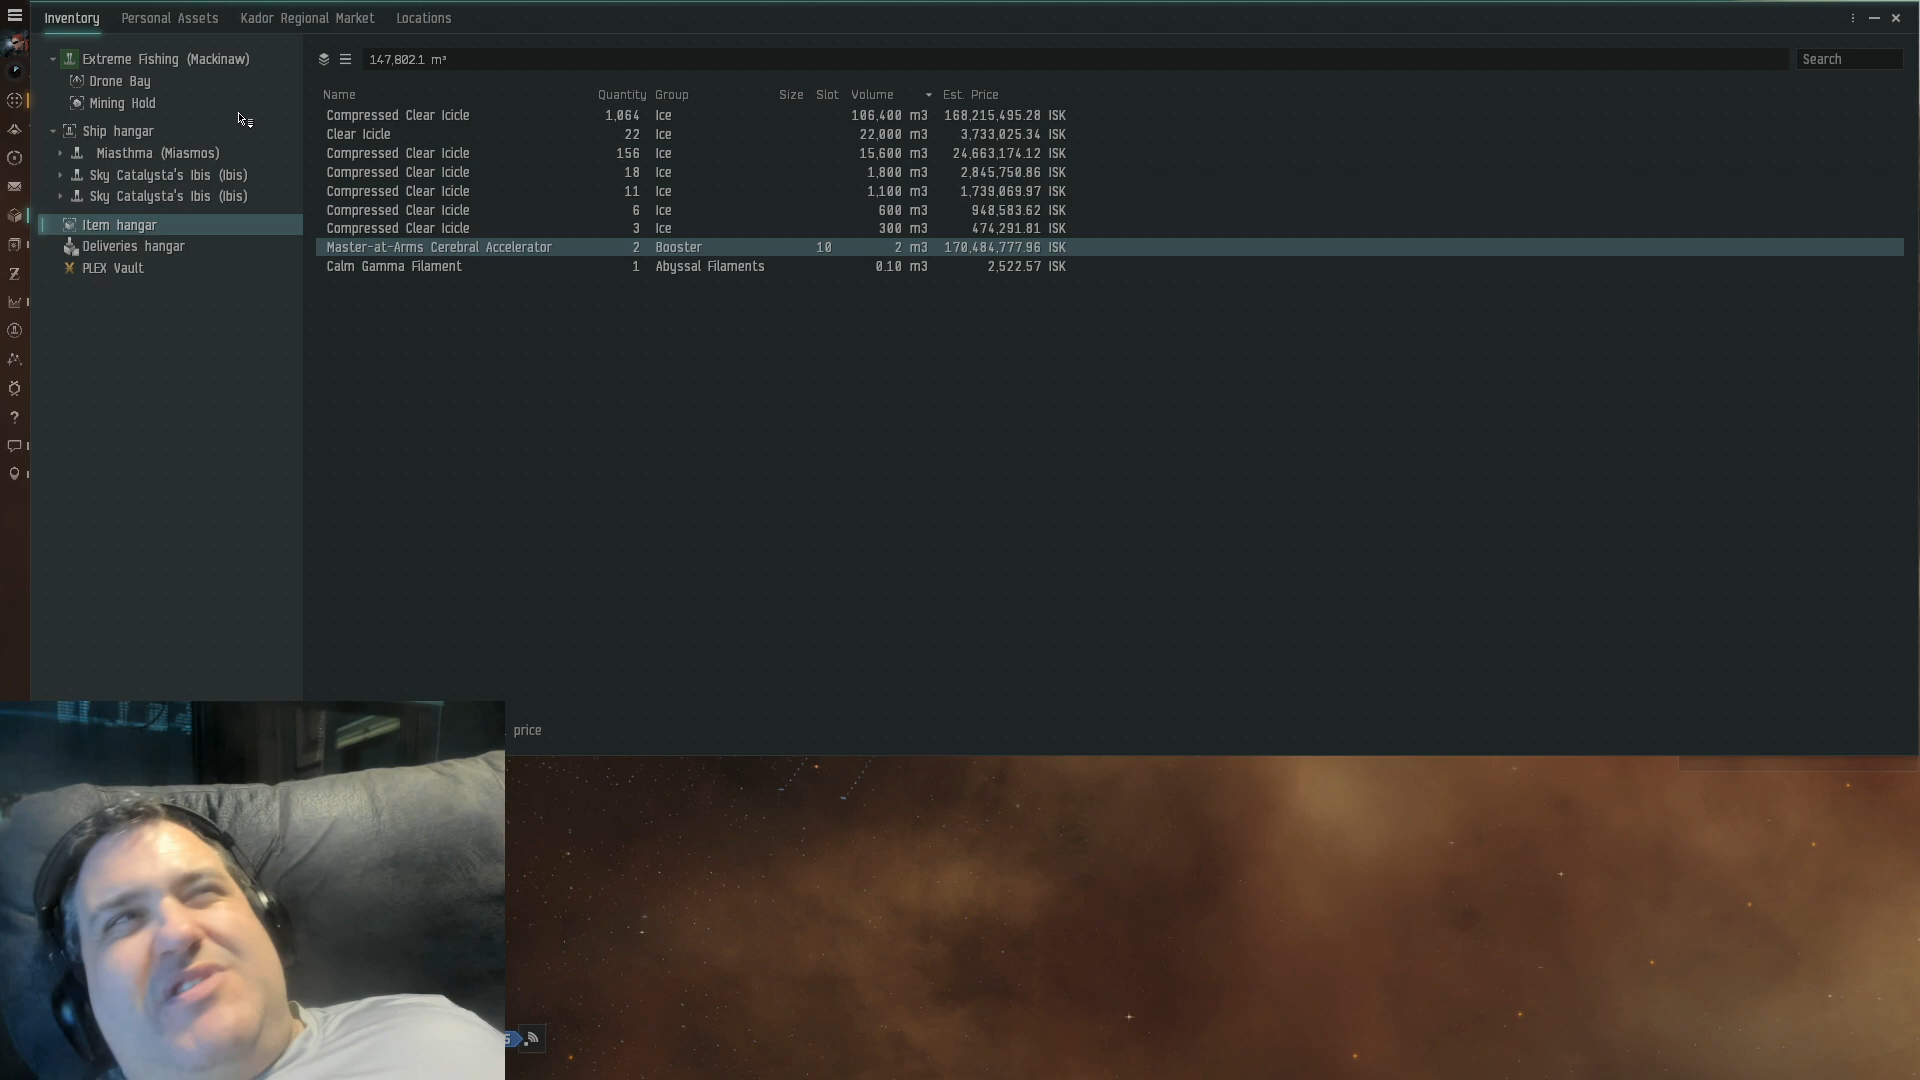 Inventory Personal Assets Kador Regional Market Locations
Extreme Fishing (Mackinaw)
Drone Bay
Mining Hold
Ship hangar
Miasthma (Miasmos)
Sky Catalysta's Ibis (Ibis)
Sky Catalysta's Ibis (Ibis)
Item hangar
Deliveries hangar
PLEX Vault
147,802.1 m³ Search
Name Quantity Group Size Slot Volume Est. Price
Compressed Clear Icicle 1,064 Ice 106,400 m3 168,215,495.28 ISK
Clear Icicle 22 Ice 22,000 m3 3,733,025.34 ISK
Compressed Clear Icicle 156 Ice 15,600 m3 24,663,174.12 ISK
Compressed Clear Icicle 18 Ice 1,800 m3 2,845,750.86 ISK
Compressed Clear Icicle 11 Ice 1,100 m3 1,739,069.97 ISK
Compressed Clear Icicle 6 Ice 600 m3 948,583.62 ISK
Compressed Clear Icicle 3 Ice 300 m3 474,291.81 ISK
Master-at-Arms Cerebral Accelerator 2 Booster 10 2 m3 170,484,777.96 ISK
Calm Gamma Filament 1 Abyssal Filaments 0.10 m3 2,522.57 ISK
price